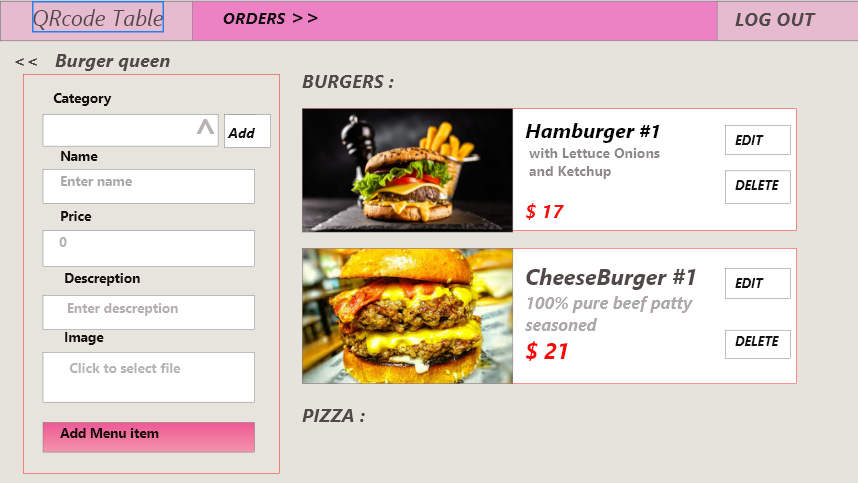 QRcode Table
ORDERS >>
LOG OUT
<< Burger queen
Category
^
Add
Name
Enter name
Price
0
Descreption
Enter descreption
Image
Click to select file
Add Menu item
BURGERS :
Hamburger #1
with Lettuce Onions
and Ketchup
$ 17
EDIT
DELETE
CheeseBurger #1
100% pure beef patty
seasoned
$ 21
EDIT
DELETE
PIZZA :